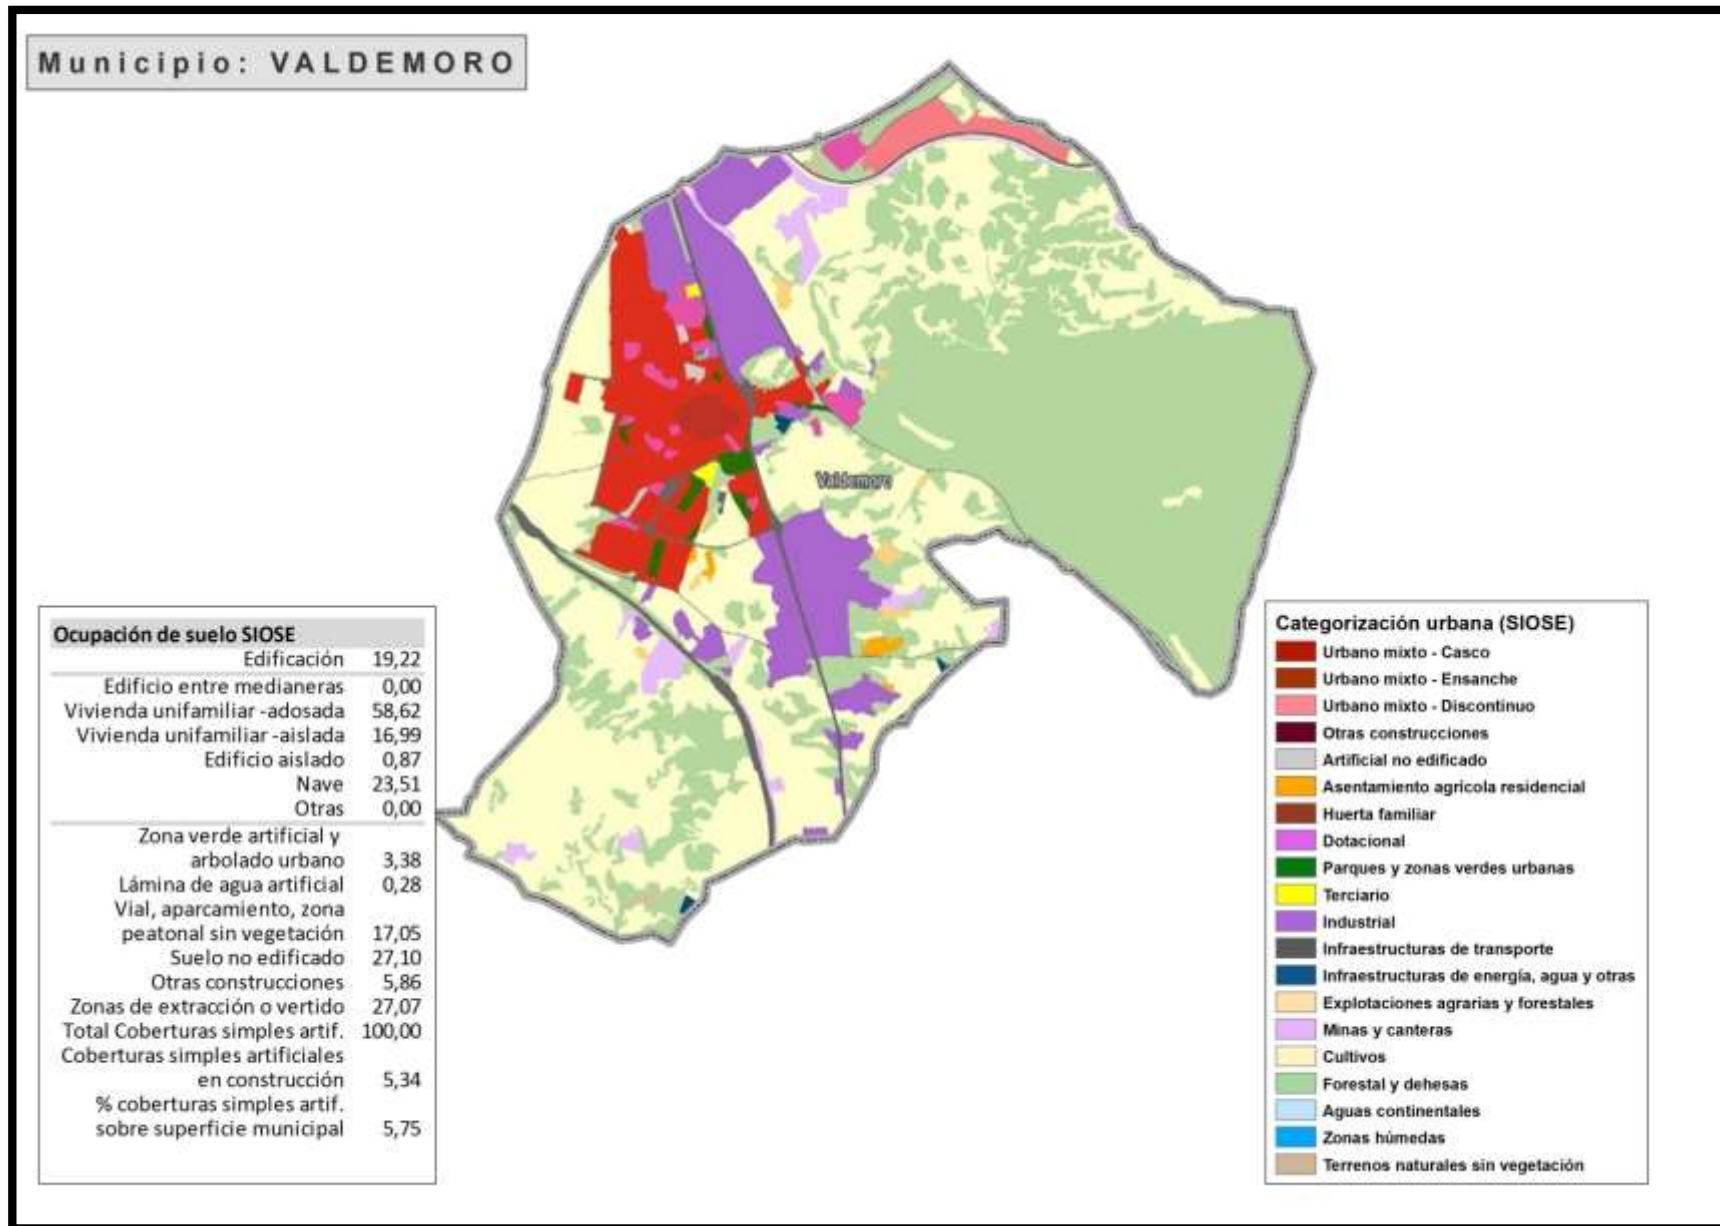 Municipio: VALDEMORO
Valdemoro
Ocupación de suelo SIOSE
Edificación 19,22
Edificio entre medianeras 0,00
Vivienda unifamiliar -adosada 58,62
Vivienda unifamiliar -aislada 16,99
Edificio aislado 0,87
Nave 23,51
Otras 0,00
Zona verde artificial y
arbolado urbano 3,38
Lámina de agua artificial 0,28
Vial, aparcamiento, zona
peatonal sin vegetación 17,05
Suelo no edificado 27,10
Otras construcciones 5,86
Zonas de extracción o vertido 27,07
Total Coberturas simples artif. 100,00
Coberturas simples artificiales
en construcción 5,34
% coberturas simples artif.
sobre superficie municipal 5,75
Categorización urbana (SIOSE)
Urbano mixto - Casco
Urbano mixto - Ensanche
Urbano mixto - Discontinuo
Otras construcciones
Artificial no edificado
Asentamiento agrícola residencial
Huerta familiar
Dotacional
Parques y zonas verdes urbanas
Terciario
Industrial
Infraestructuras de transporte
Infraestructuras de energía, agua y otras
Explotaciones agrarias y forestales
Minas y canteras
Cultivos
Forestal y dehesas
Aguas continentales
Zonas húmedas
Terrenos naturales sin vegetación